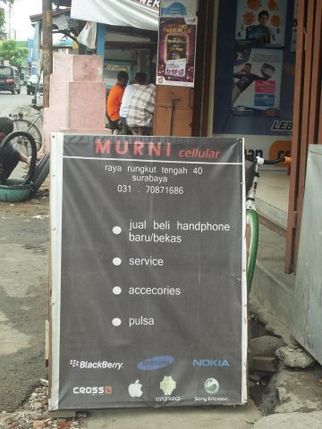 MURNI cellular
raya rungkut tengah 40
surabaya
031 . 70871686
jual beli handphone
baru/bekas
service
accecories
pulsa
BlackBerry. SAMSUNG NOKIA
CROSS ANDROID Sony Ericsson
LEB